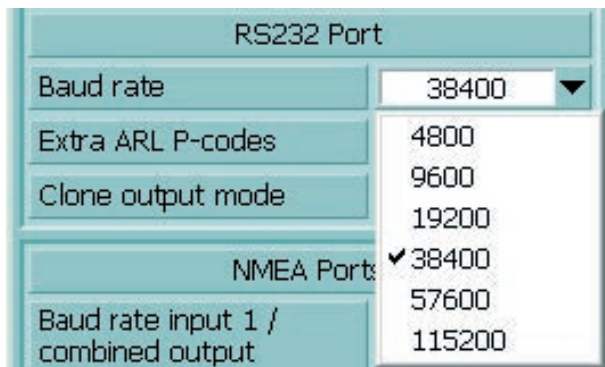 RS232 Port
Baud rate
38400
Extra ARL P-codes
Clone output mode
4800
9600
19200
38400
57600
115200
NMEA Ports
Baud rate input 1 /
combined output